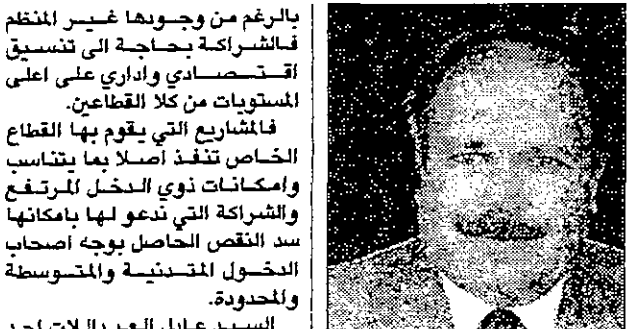 بالرغم من وجودها غير المنظم
فالشراكة بحاجة الى تنسيق
اقتصادي واداري على اعلى
المستويات من كلا القطاعين.
فالمشاريع التي يقوم بها القطاع
الخاص تنفذ اصلا بما يتناسب
وامكانات ذوي الدخل المرتفع
والشراكة التي ندعو لها بامكانها
سد النقص الحاصل بوجه اصحاب
الدخول المتدنية والمتوسطة
والمحدودة.
السيد عادل